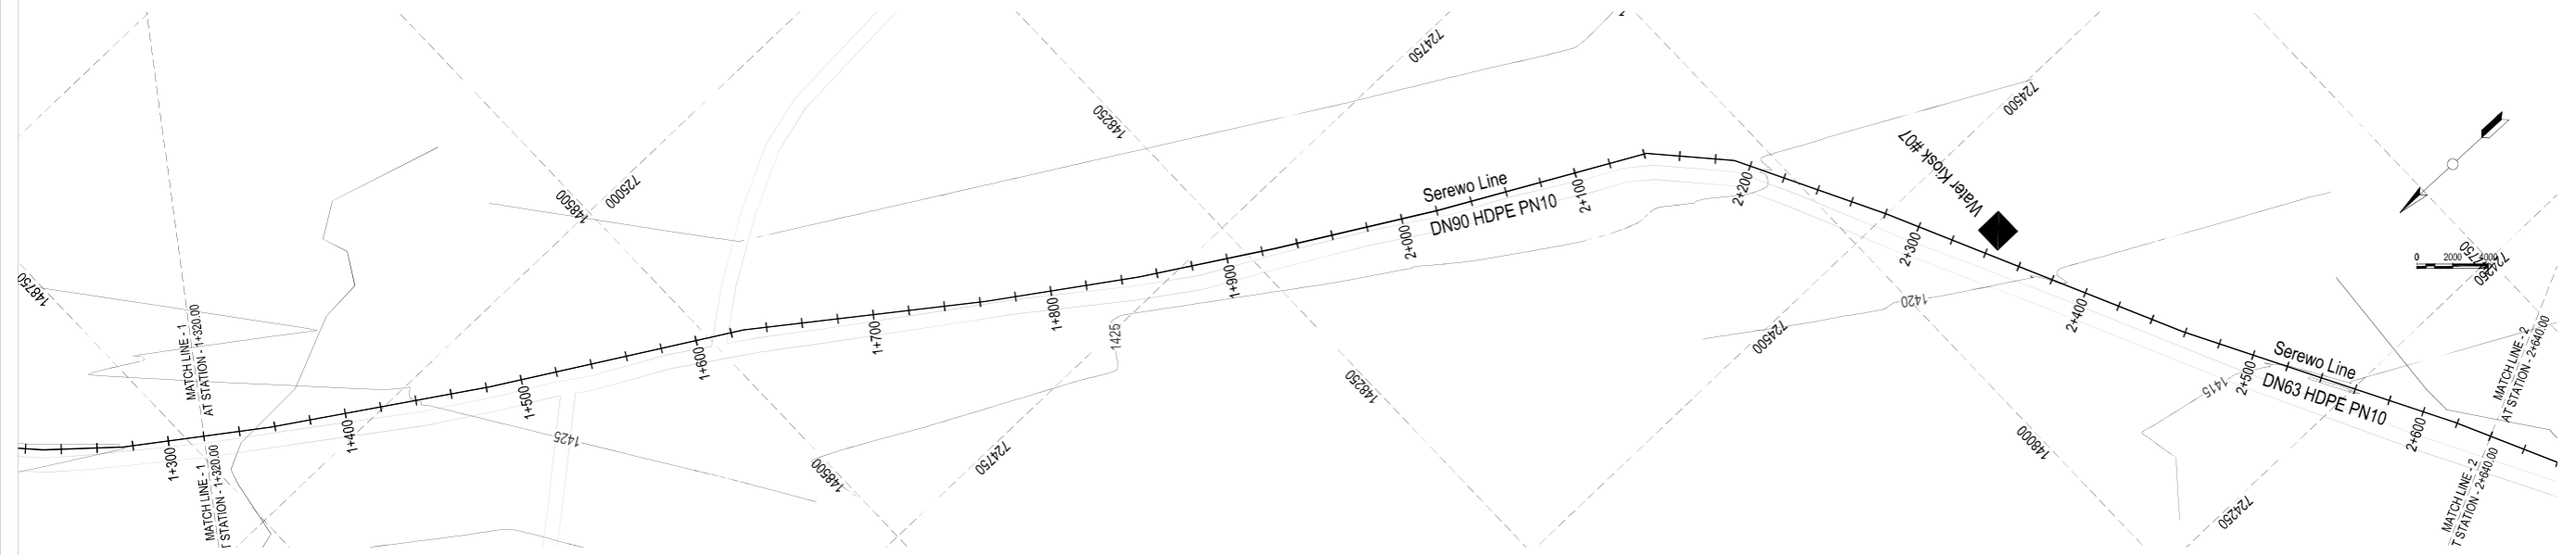 724750
148250
724500
Water Kiosk #07
148500
725000
Serewo Line
DN90 HDPE PN10
2+100
2+200
2+300
2+000
1+900
148750
MATCH LINE - 1
AT STATION - 1+320.00
1+800
1+700
1+600
1425
1420
724500
2+400
0 2000 4000
724250
Serewo Line
DN63 HDPE PN10
2+500
1415
2+600
MATCH LINE - 2
AT STATION - 2+640.00
1+500
1+400
1425
1+300
148250
148000
724750
148500
724250
MATCH LINE - 1
T STATION - 1+320.00
MATCH LINE - 2
T STATION - 2+640.00